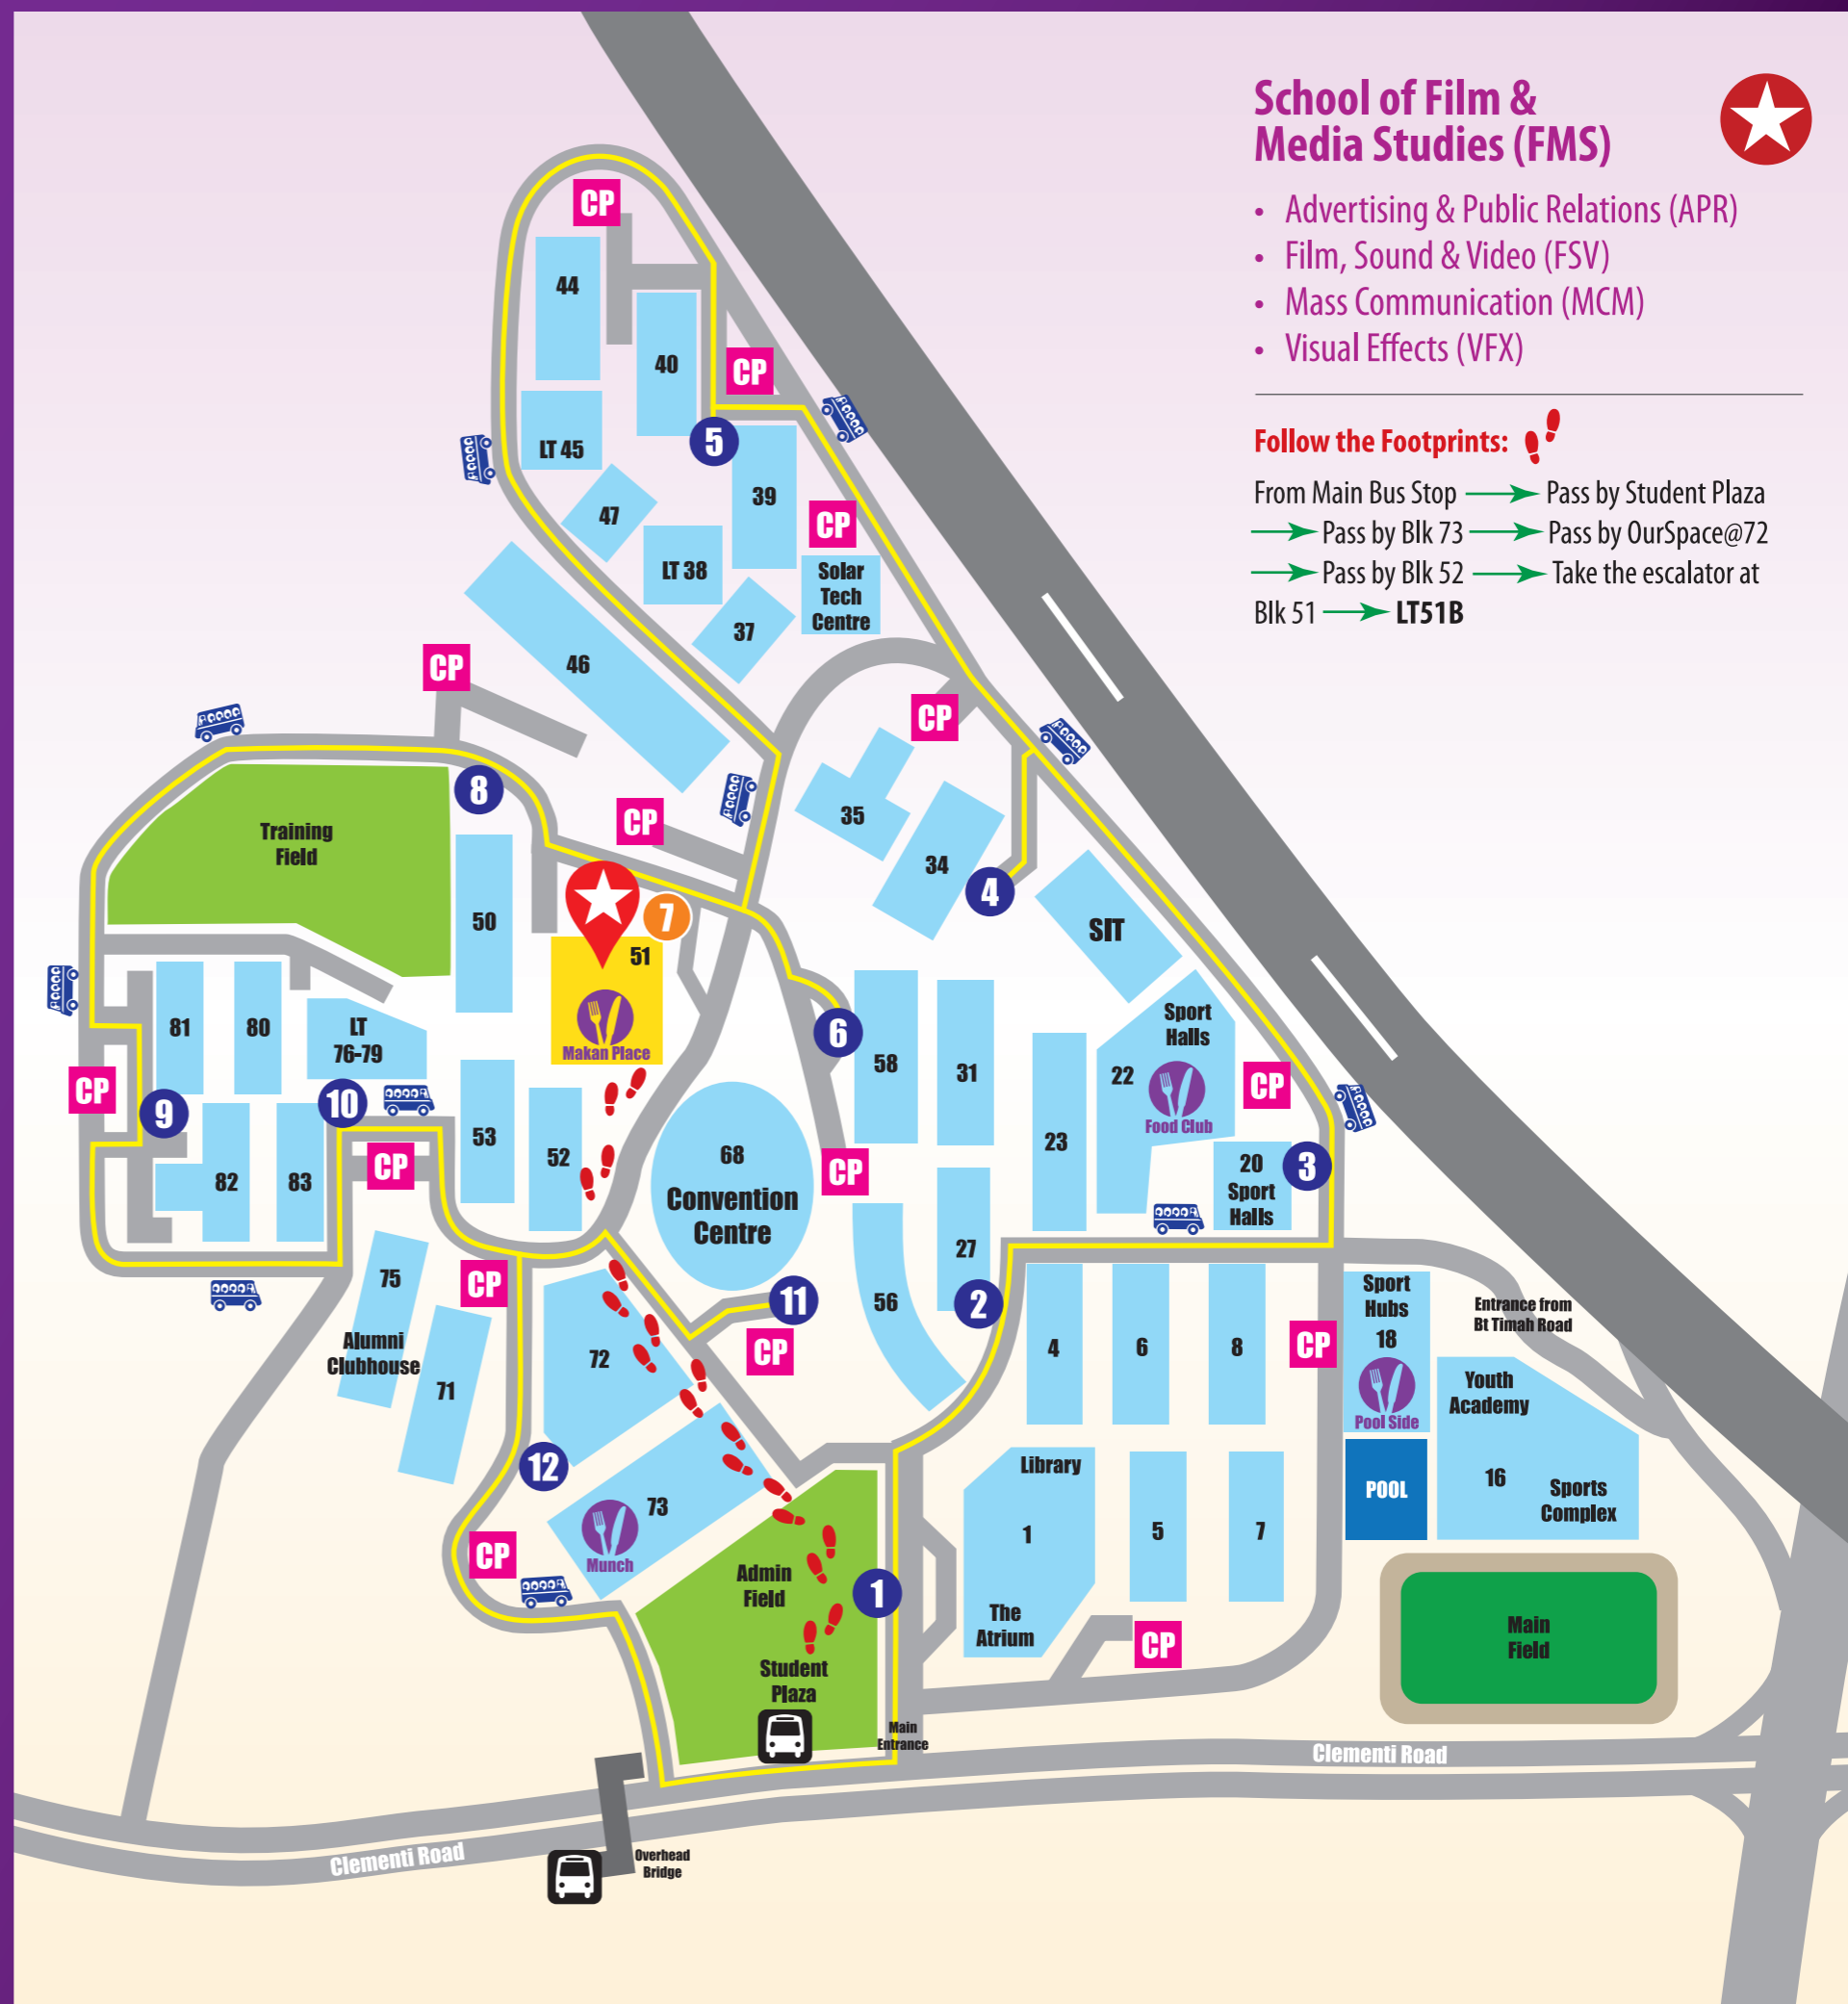 School of Film &
Media Studies (FMS)
• Advertising & Public Relations (APR)
• Film, Sound & Video (FSV)
• Mass Communication (MCM)
• Visual Effects (VFX)
Follow the Footprints:
From Main Bus Stop Pass by Student Plaza
Pass by Blk 73 Pass by OurSpace@72
Pass by Blk 52 Take the escalator at
Blk 51 LT51B
CP
44
40
CP
5
LT 45
39
47
CP
LT 38
Solar
Tech
Centre
37
46
CP
CP
8
CP
35
Training
Field
34
4
50
7
SIT
51
Makan Place
6
Sport
Halls
81
80
LT
76-79
58
31
22
Food Club
CP
CP
9
10
53
52
23
68
Convention
Centre
CP
20
Sport
Halls
3
CP
82
83
75
CP
27
56
11
2
Sport
Hubs
18
Pool Side
Entrance from
Bt Timah Road
Alumni
Clubhouse
71
72
CP
4
6
8
CP
Youth
Academy
12
Library
73
Munch
POOL
16
Sports
Complex
1
5
7
CP
Admin
Field
1
The
Atrium
CP
Main
Field
Student
Plaza
Main
Entrance
Clementi Road
Clementi Road
Overhead
Bridge